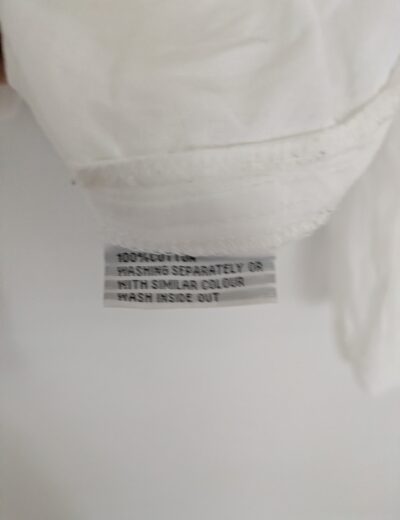 100%COTTON
WASHING SEPARATELY OR
WITH SIMILAR COLOUR
WASH INSIDE OUT